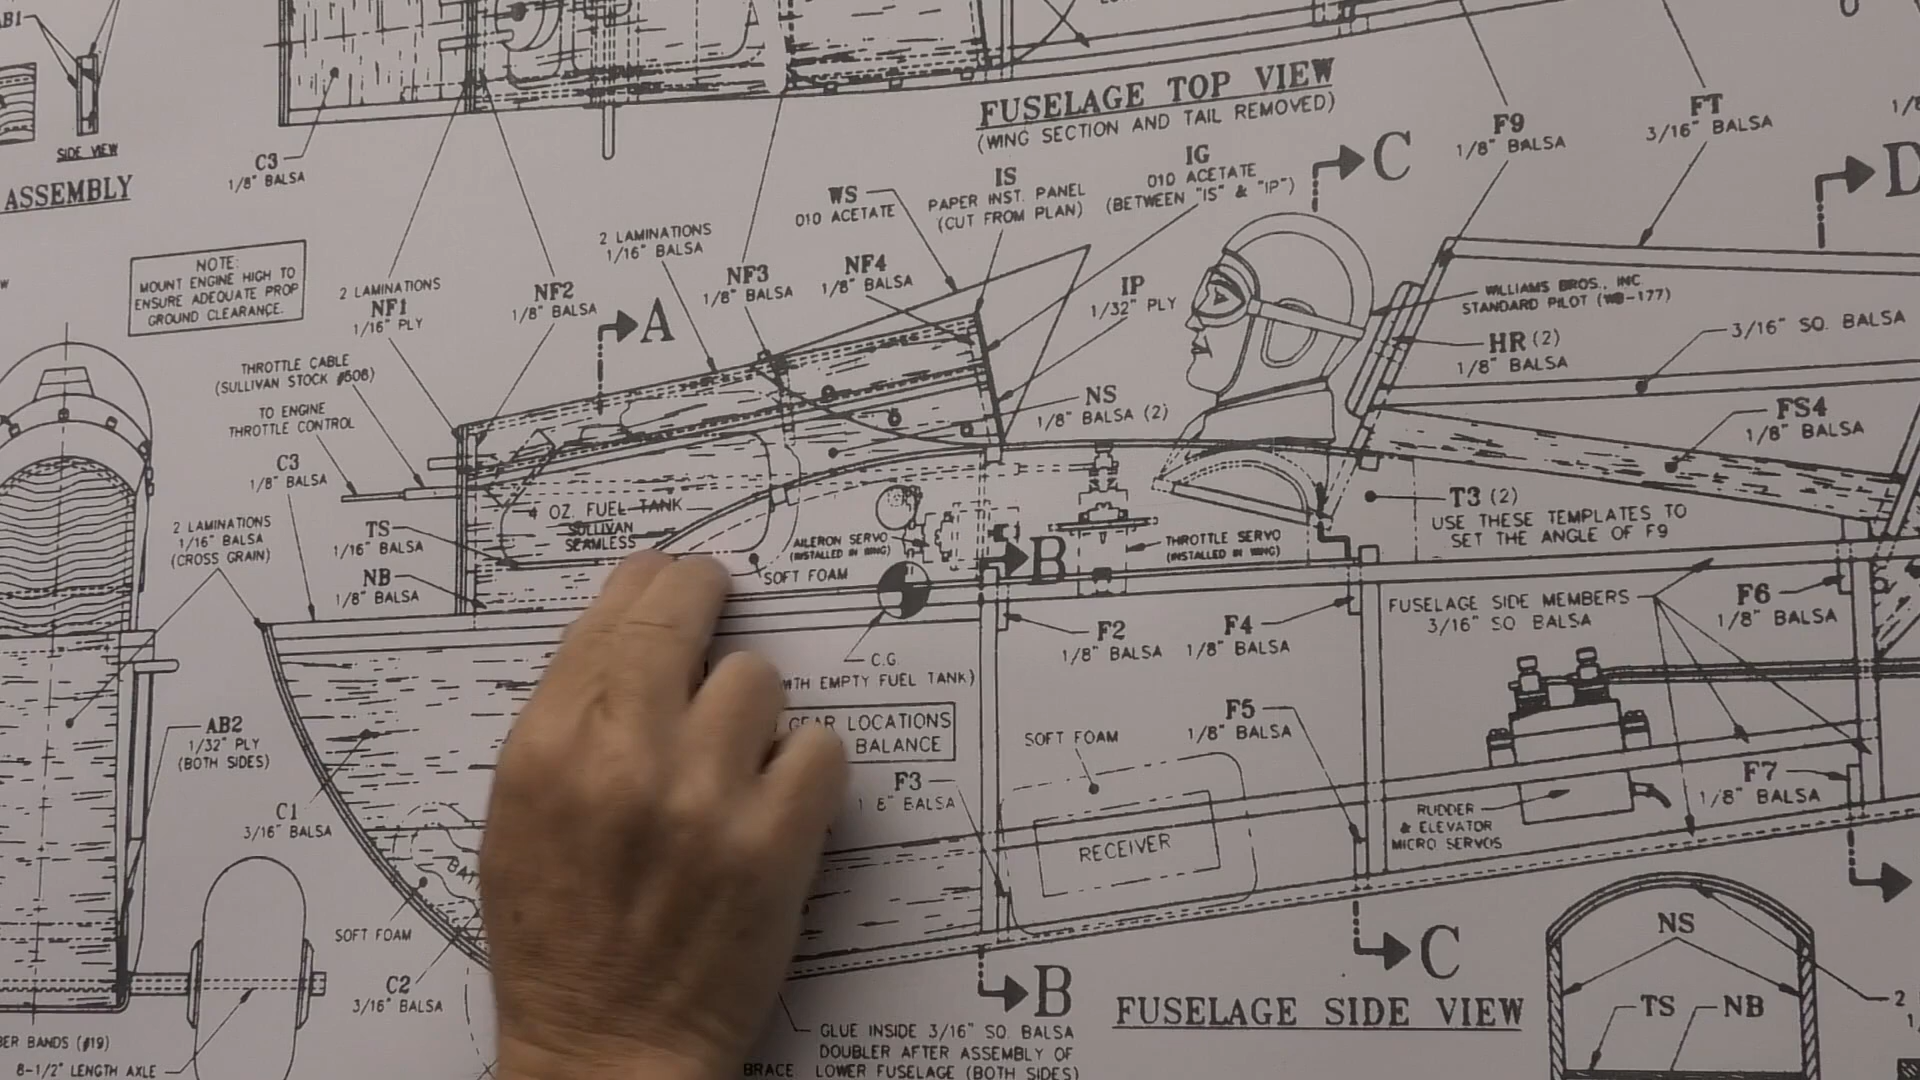 AB1
SIDE VIEW
ASSEMBLY
C3
1/8" BALSA
FUSELAGE TOP VIEW
(WING SECTION AND TAIL REMOVED)
F9
1/8" BALSA
FT
3/16" BALSA
C
D
NOTE:
MOUNT ENGINE HIGH TO
ENSURE ADEQUATE PROP
GROUND CLEARANCE.
2 LAMINATIONS
NF1
1/16" PLY
NF2
1/8" BALSA
2 LAMINATIONS
1/16" BALSA
A
NF3
1/8" BALSA
WS
010 ACETATE
NF4
1/8" BALSA
IS
PAPER INST. PANEL
(CUT FROM PLAN)
IG
010 ACETATE
(BETWEEN "IS" & "IP")
IP
1/32" PLY
WILLIAMS BROS., INC.
STANDARD PILOT (WB-177)
HR (2)
1/8" BALSA
3/16" SQ. BALSA
THROTTLE CABLE
(SULLIVAN STOCK #506)
TO ENGINE
THROTTLE CONTROL
C3
1/8" BALSA
NS
1/8" BALSA (2)
FS4
1/8" BALSA
2 LAMINATIONS
1/16" BALSA
(CROSS GRAIN)
TS
1/16" BALSA
NB
1/8" BALSA
4 OZ. FUEL TANK
SULLIVAN
SEAMLESS
SOFT FOAM
AILERON SERVO
(INSTALLED IN WING)
B
THROTTLE SERVO
(INSTALLED IN WING)
T3 (2)
USE THESE TEMPLATES TO
SET THE ANGLE OF F9
F2
1/8" BALSA
F4
1/8" BALSA
FUSELAGE SIDE MEMBERS
3/16" SQ BALSA
F6
1/8" BALSA
C.G.
EMPTY FUEL TANK)
GEAR LOCATIONS
BALANCE
AB2
1/32" PLY
(BOTH SIDES)
C1
3/16" BALSA
F3
BALSA
SOFT FOAM
F5
1/8" BALSA
RECEIVER
RUDDER
& ELEVATOR
MICRO SERVOS
F7
1/8" BALSA
SOFT FOAM
C2
3/16" BALSA
B
C
FUSELAGE SIDE VIEW
NS
TS
NB
2
GLUE INSIDE 3/16" SQ. BALSA
DOUBLER AFTER ASSEMBLY OF
BRACE LOWER FUSELAGE (BOTH SIDES)
BANDS (#19)
8-1/2" LENGTH AXLE